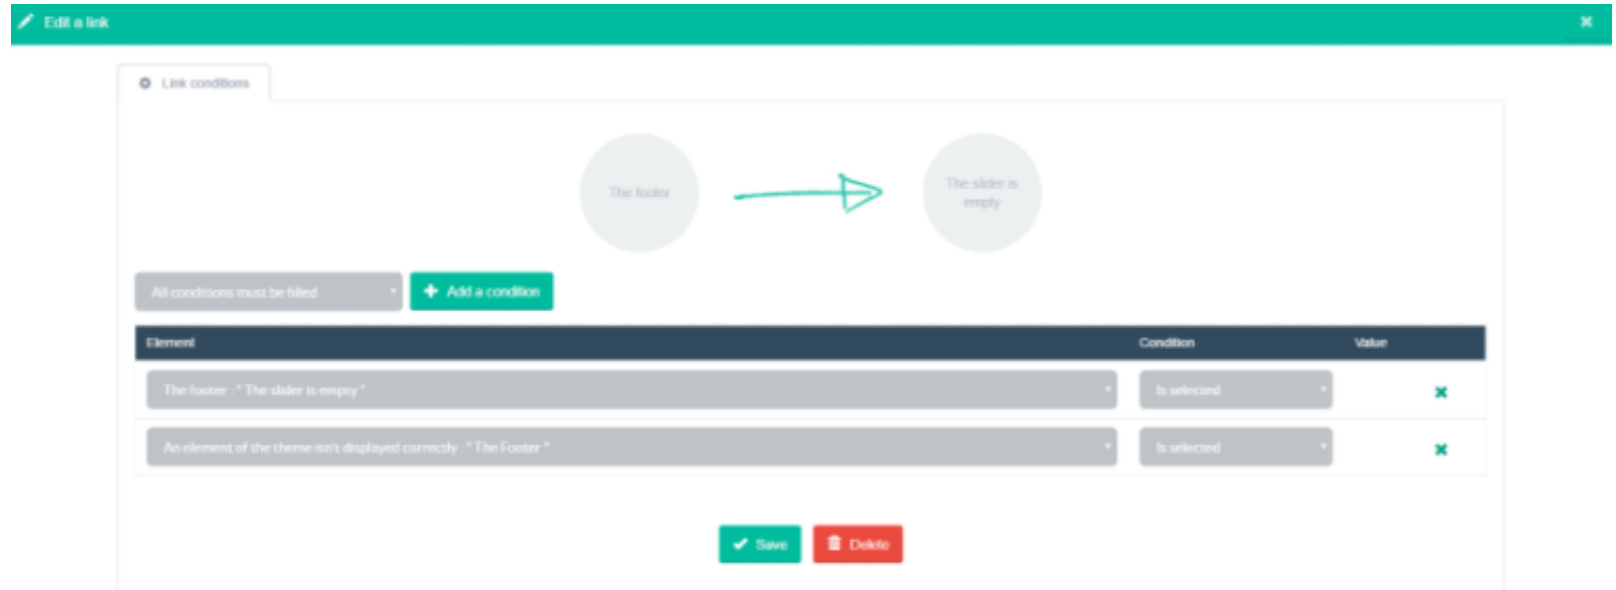 Edit a link
Link conditions
The footer
The slider is
empty
All conditions must be filled
Add a condition
Element Condition Value
The footer : " The slider is empty " Is selected
An element of the theme isn't displayed correctly : " The Footer " Is selected
Save Delete